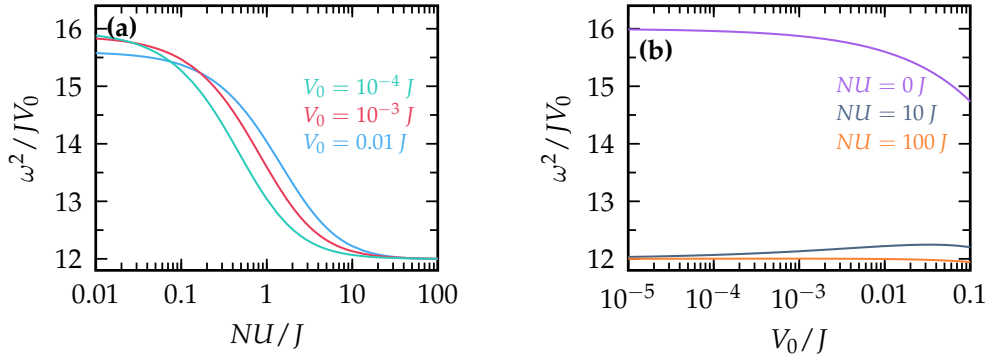 (a)
16
15
14
13
12
ω²/JV₀
V₀ = 10⁻⁴ J
V₀ = 10⁻³ J
V₀ = 0.01 J
0.01 0.1 1 10 100
NU/J
(b)
16
15
14
13
12
ω²/JV₀
NU = 0 J
NU = 10 J
NU = 100 J
10⁻⁵ 10⁻⁴ 10⁻³ 0.01 0.1
V₀/J